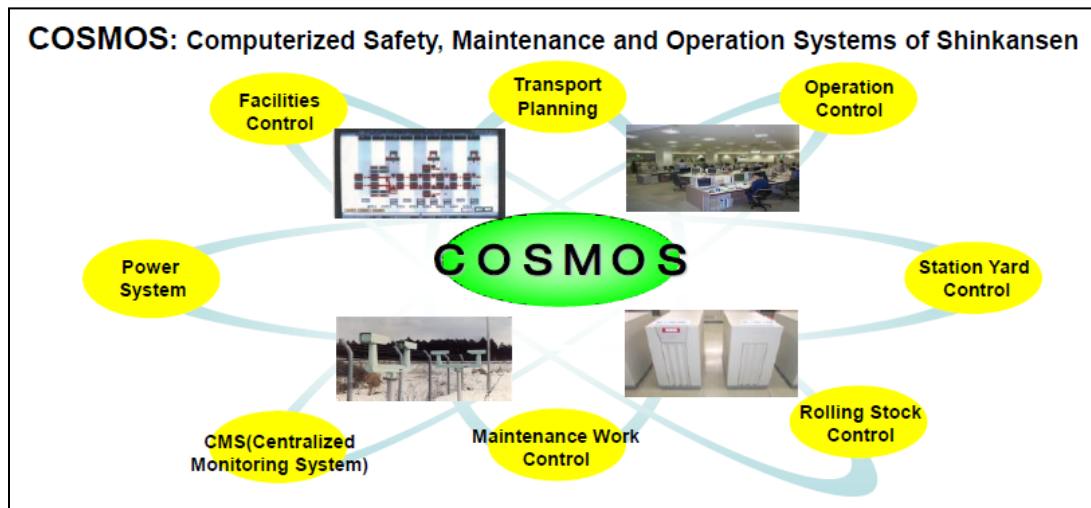 COSMOS: Computerized Safety, Maintenance and Operation Systems of Shinkansen
Facilities
Control
Transport
Planning
Operation
Control
COSMOS
Power
System
Station Yard
Control
CMS(Centralized
Monitoring System)
Maintenance Work
Control
Rolling Stock
Control